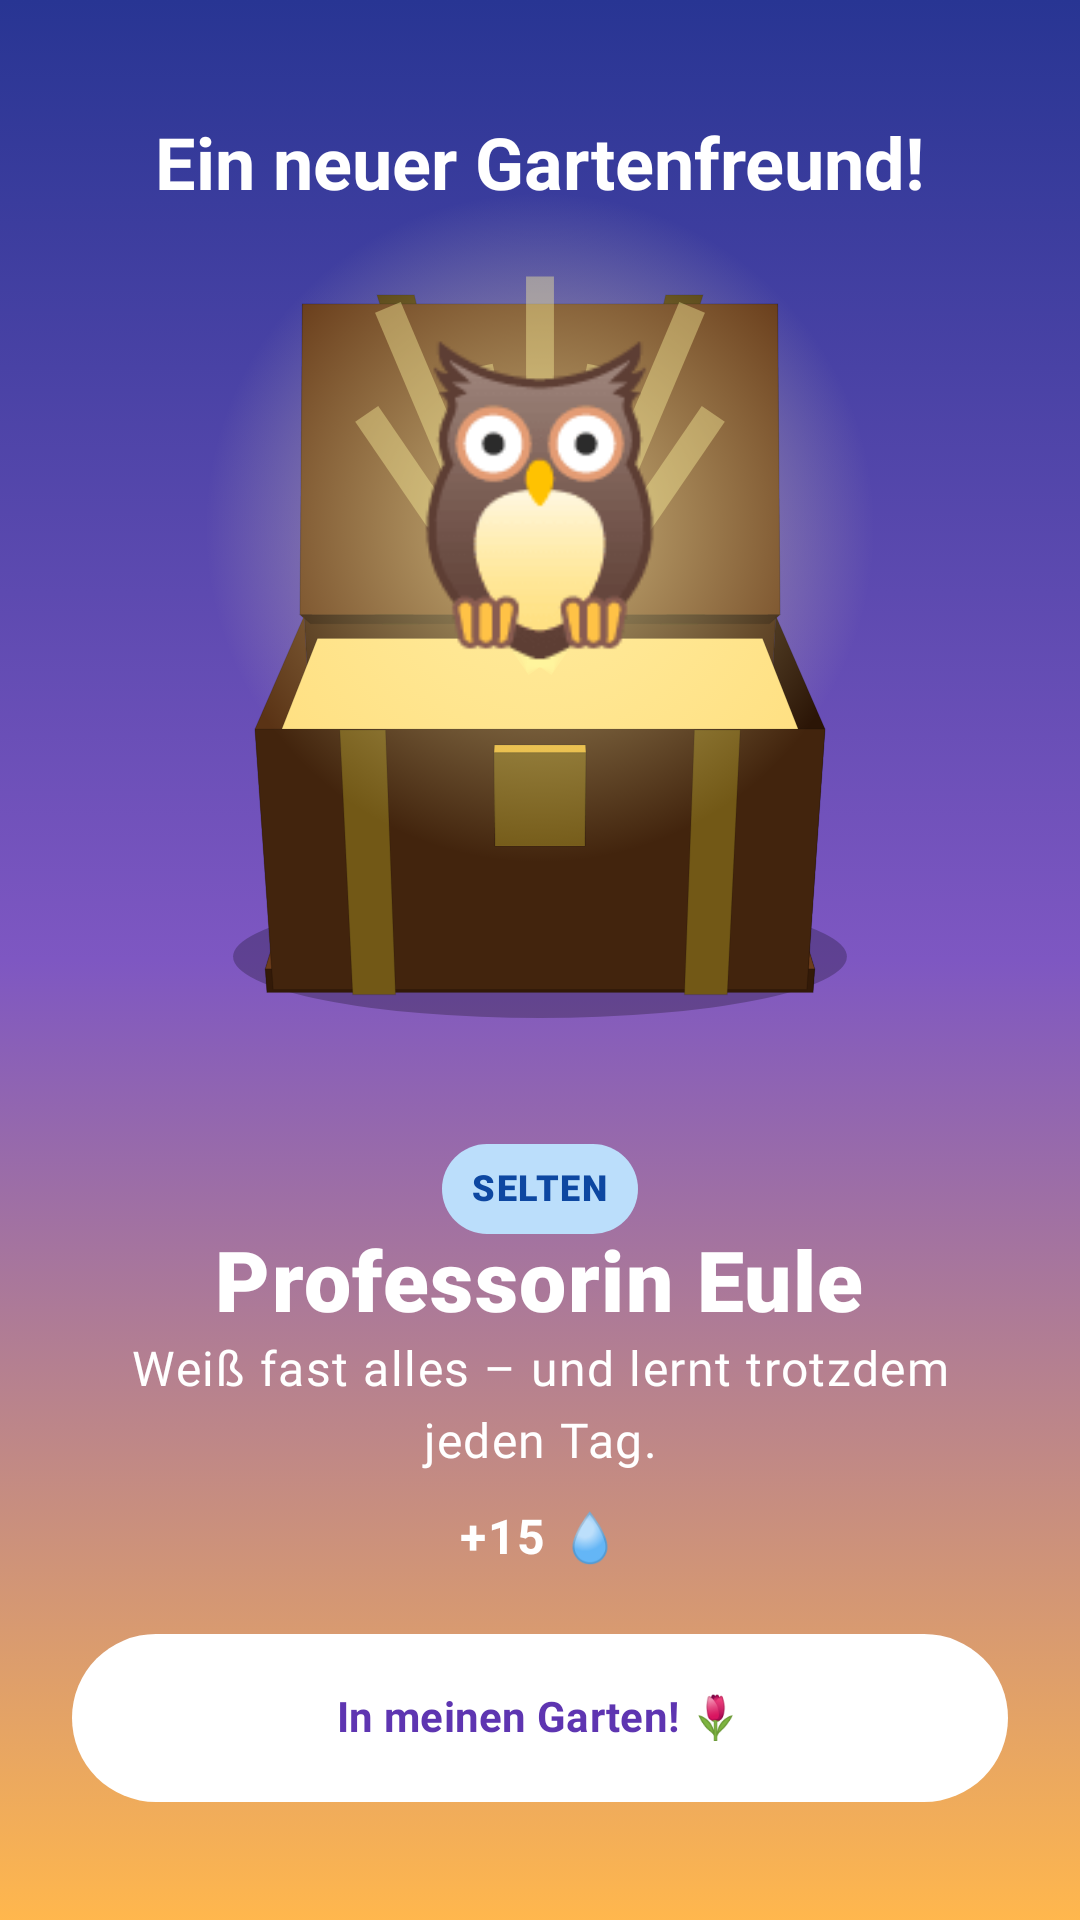 Ein neuer Gartenfreund!
SELTEN
Professorin Eule
Weiß fast alles – und lernt trotzdem
jeden Tag.
+15 💧
In meinen Garten! 🌷